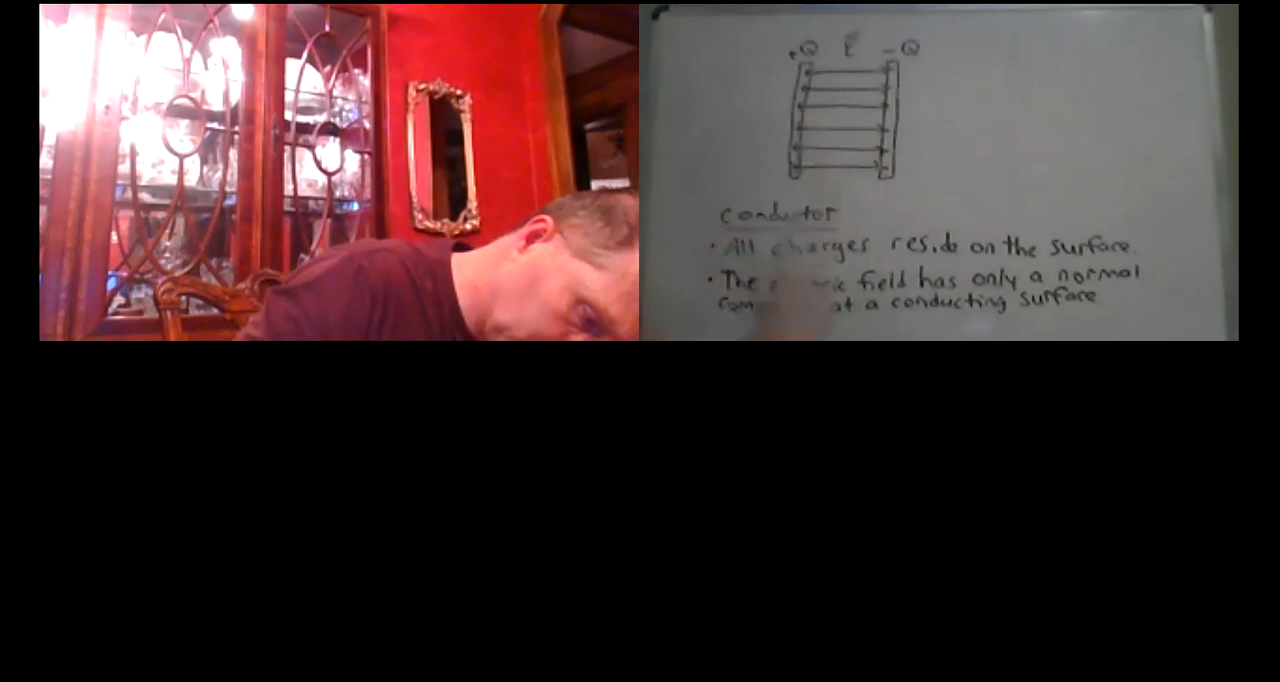 +Q E -Q
Conductor
• All charges reside on the surface.
• The field has only a normal
at a conducting surface